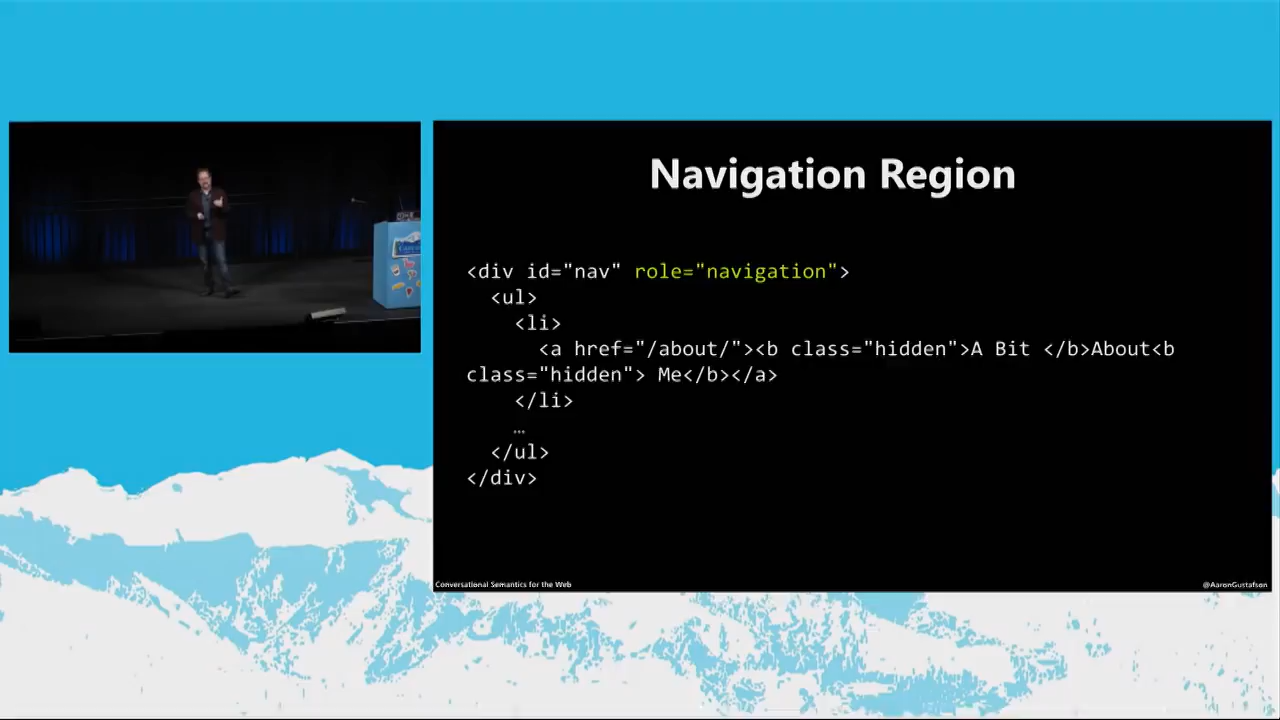 Navigation Region
<div id="nav" role="navigation">
<ul>
<li>
<a href="/about/"><b class="hidden">A Bit </b>About<b
class="hidden"> Me</b></a>
</li>
…
</ul>
</div>
Conversational Semantics for the Web
@AaronGustafson